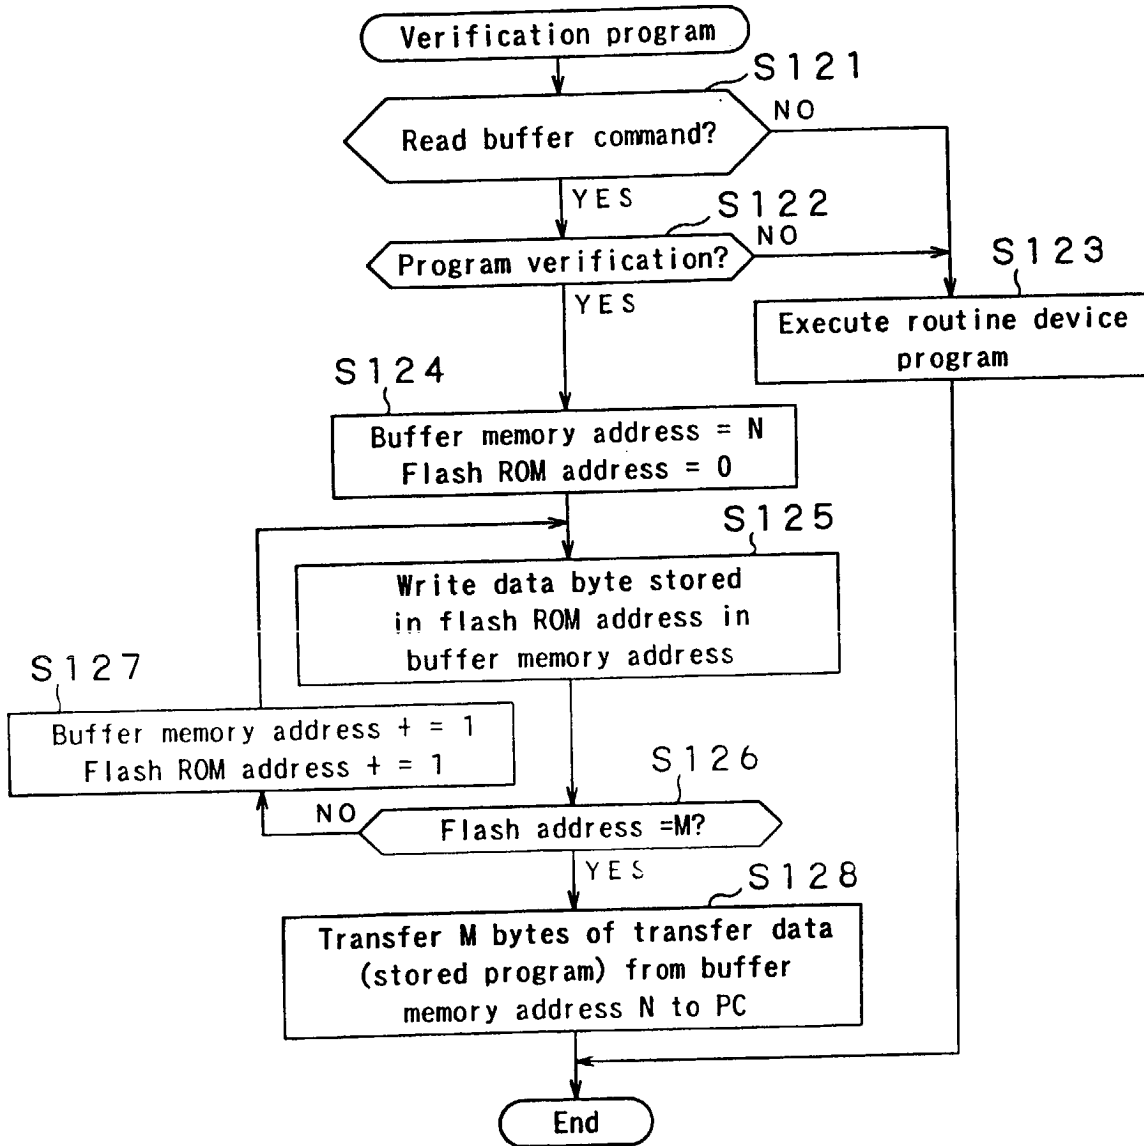 Verification program
S121
Read buffer command?
NO
YES
S122
Program verification?
NO
YES
S123
Execute routine device
program
S124
Buffer memory address = N
Flash ROM address = 0
S125
Write data byte stored
in flash ROM address in
buffer memory address
S127
Buffer memory address + = 1
Flash ROM address + = 1
S126
Flash address =M?
NO
YES
S128
Transfer M bytes of transfer data
(stored program) from buffer
memory address N to PC
End